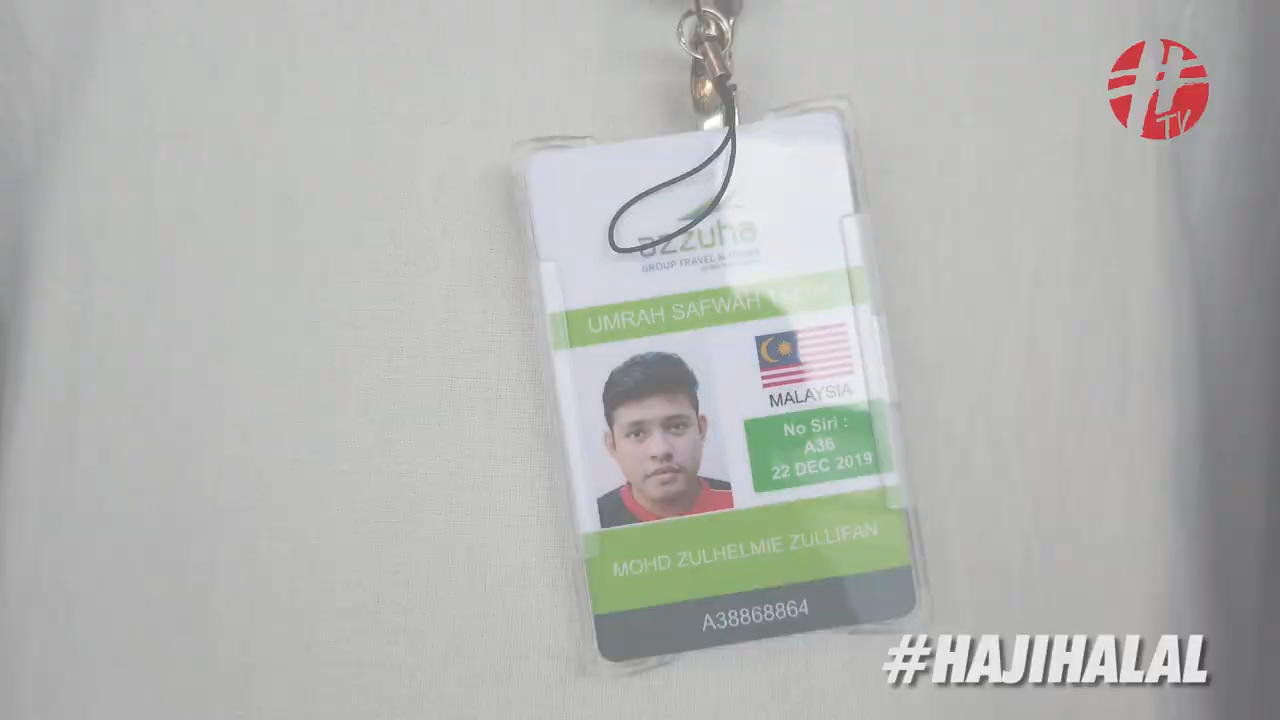 TV
azzuha
GROUP TRAVEL & TOURS
UMRAH SAFWAH
MALAYSIA
No Siri :
A36
22 DEC 2019
MOHD ZULHELMIE ZULLIFAN
A38868864
#HAJIHALAL